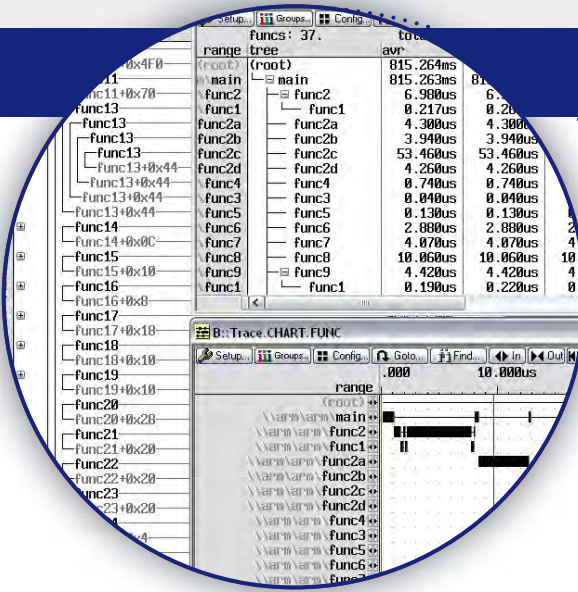 Setup... Groups... Config...
funcs: 37.
range tree avr
(root) (root) 815.264ms
main main 815.263ms
func2 func2 6.980us
func1 func1 0.217us
func2a func2a 4.300us
func2b func2b 3.940us 3.940us
func2c func2c 53.460us 53.460us
func2d func2d 4.260us 4.260us
\func4 func4 0.740us 0.740us
\func3 func3 0.040us 0.040us
\func5 func5 0.130us 0.130us
\func6 func6 2.880us 2.880us
\func7 func7 4.070us 4.070us
\func8 func8 10.060us 10.060us
\func9 func9 4.420us 4.420us
\func1 func1 0.190us 0.220us
func13
func13
func13
func13
func13+0x44
func13+0x44
func13+0x44
func13+0x44
func14
func14+0x0C
func15
func15+0x10
func16
func16+0x8
func17
func17+0x18
func18
func18+0x10
func19
func19+0x10
func20
func20+0x28
func21
func21+0x20
func22
func22+0x20
B::Trace.CHART.FUNC
Setup... Groups... Config... Goto... Find... In Out
.000 10.000us
range
(root)
\\arm\arm\main
\\arm\arm\func2
\\arm\arm\func1
\\arm\arm\func2a
\\arm\arm\func2b
\\arm\arm\func2c
\\arm\arm\func2d
\\arm\arm\func4
\\arm\arm\func3
\\arm\arm\func5
\\arm\arm\func6